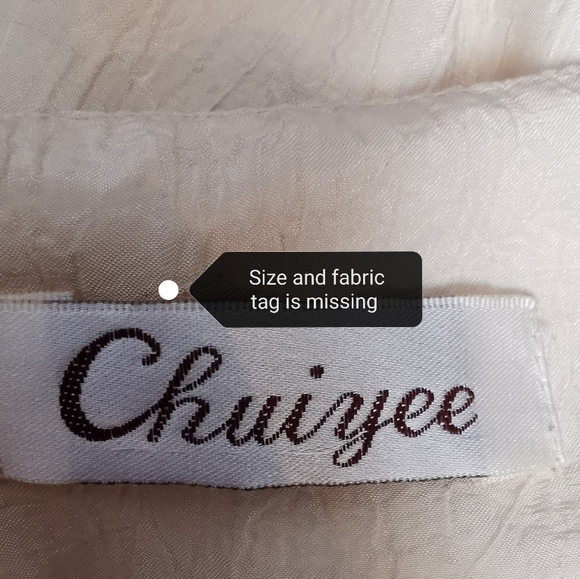 Size and fabric
tag is missing
Chuiyee